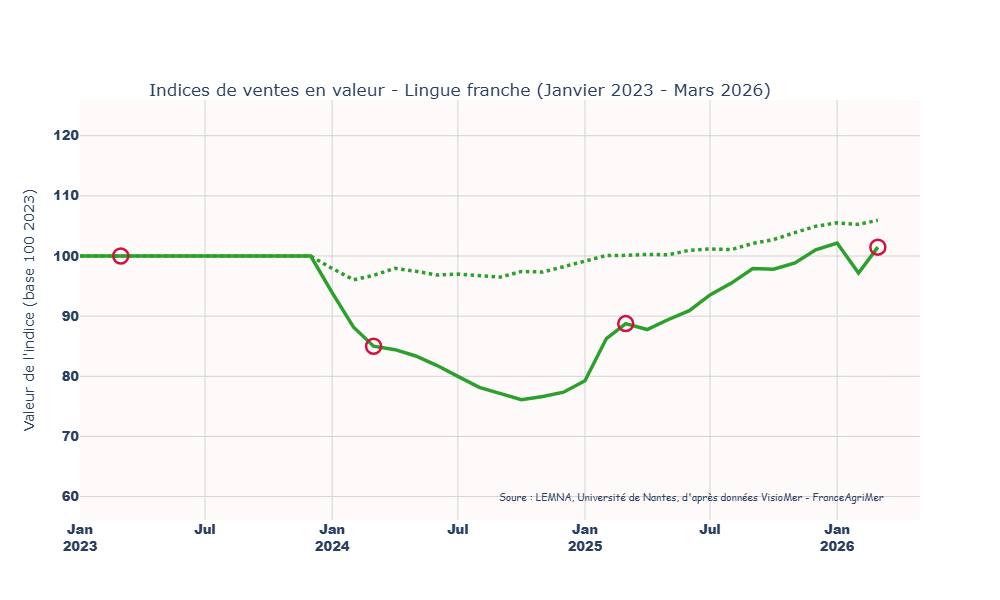 Indices de ventes en valeur - Lingue franche (Janvier 2023 - Mars 2026)
Valeur de l'indice (base 100 2023)
120
110
100
90
80
70
60
Soure : LEMNA, Université de Nantes, d'après données VisioMer - FranceAgriMer
Jan
2023
Jul
Jan
2024
Jul
Jan
2025
Jul
Jan
2026